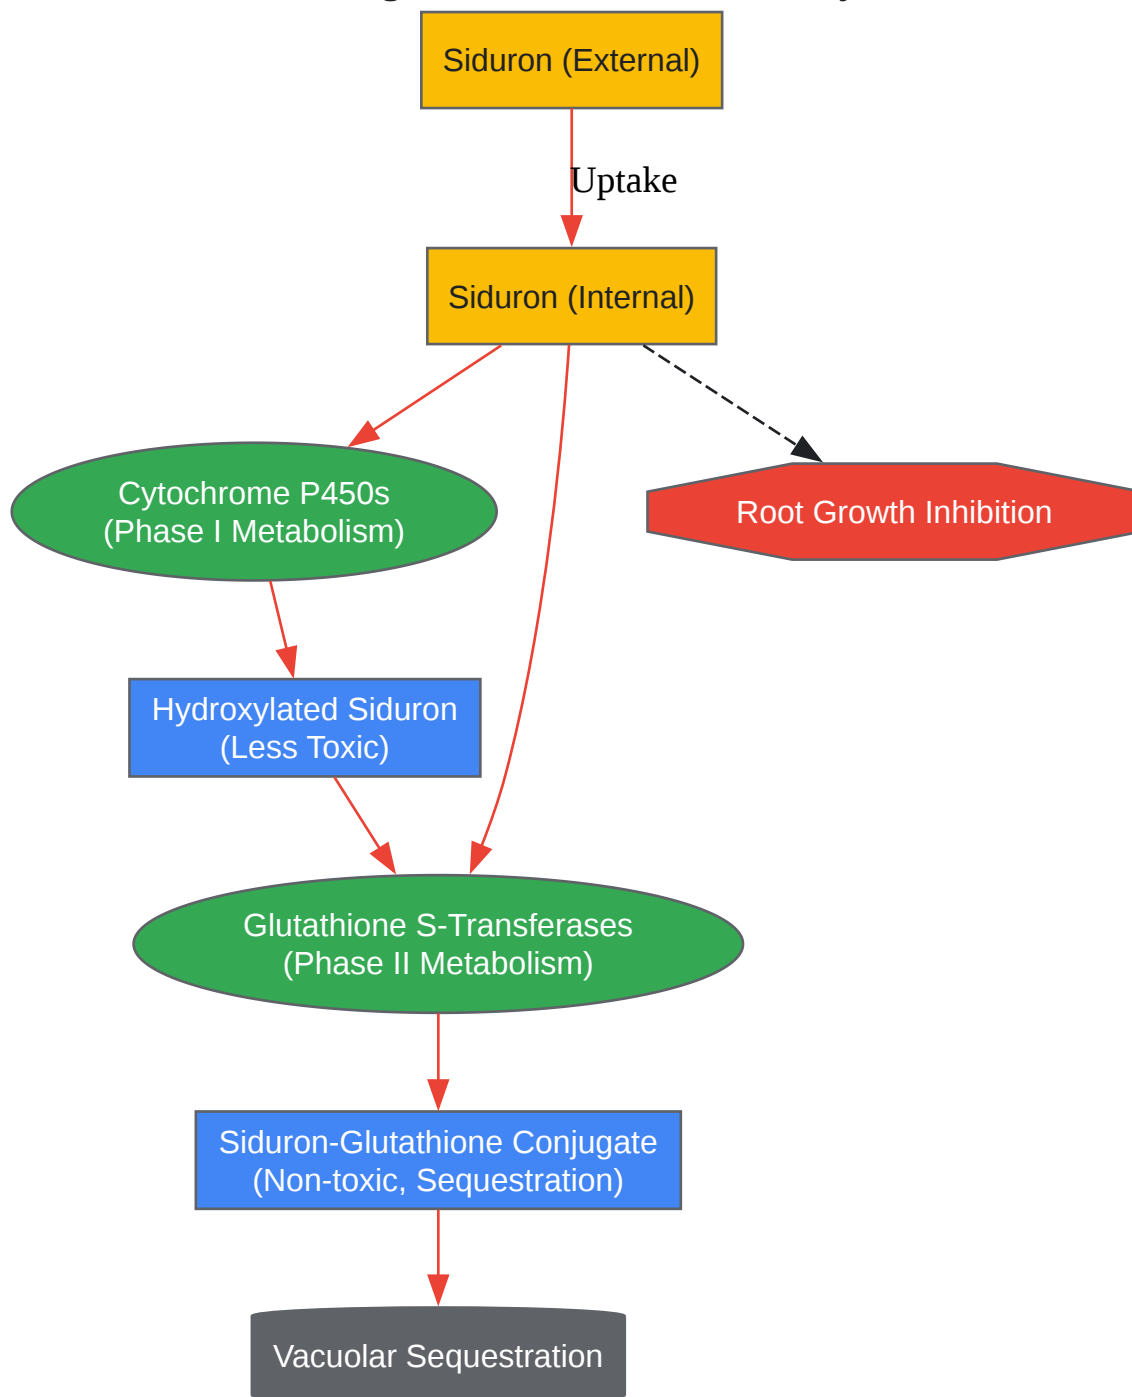 Siduron (External)
Uptake
Siduron (Internal)
Cytochrome P450s
(Phase I Metabolism)
Root Growth Inhibition
Hydroxylated Siduron
(Less Toxic)
Glutathione S-Transferases
(Phase II Metabolism)
Siduron-Glutathione Conjugate
(Non-toxic, Sequestration)
Vacuolar Sequestration